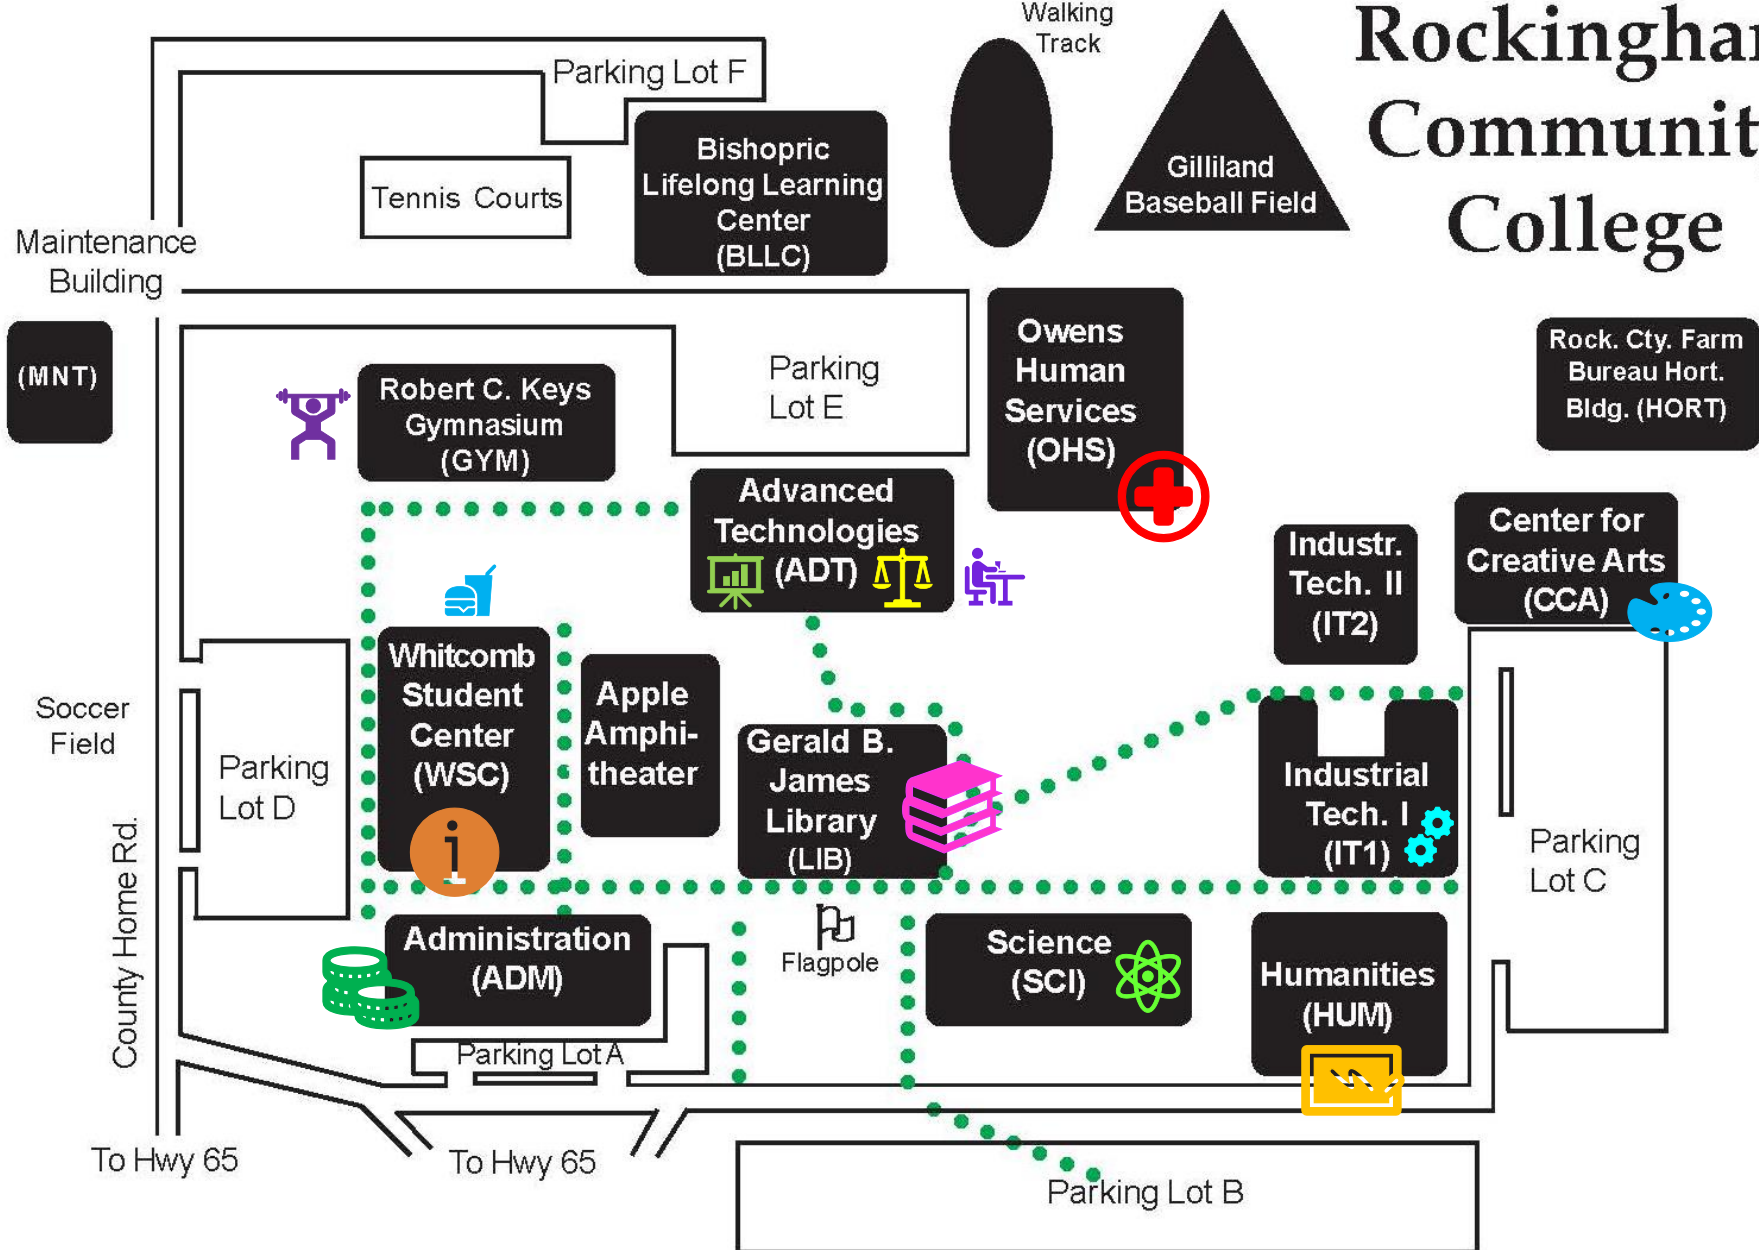 Walking
Track
Rockingham
Community
College
Parking Lot F
Bishopric
Lifelong Learning
Center
(BLLC)
Gilliland
Baseball Field
Tennis Courts
Maintenance
Building
(MNT)
Owens
Human
Services
(OHS)
Rock. Cty. Farm
Bureau Hort.
Bldg. (HORT)
Parking
Lot E
Robert C. Keys
Gymnasium
(GYM)
Advanced
Technologies
(ADT)
Industr.
Tech. II
(IT2)
Center for
Creative Arts
(CCA)
Whitcomb
Student
Center
(WSC)
i
Apple
Amphi-
theater
Gerald B.
James
Library
(LIB)
Industrial
Tech. I
(IT1)
Soccer
Field
Parking
Lot D
Parking
Lot C
County Home Rd.
Administration
(ADM)
Flagpole
Science
(SCI)
Humanities
(HUM)
Parking Lot A
To Hwy 65
To Hwy 65
Parking Lot B